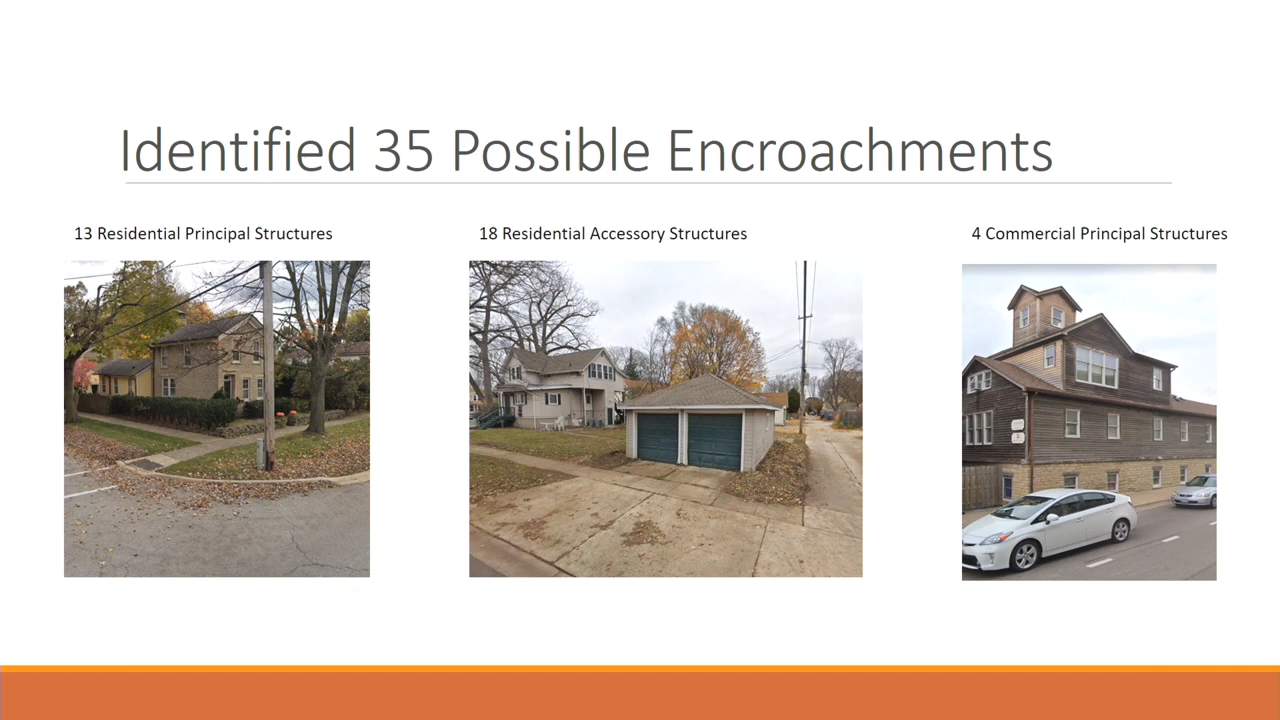 Identified 35 Possible Encroachments
13 Residential Principal Structures
18 Residential Accessory Structures
4 Commercial Principal Structures